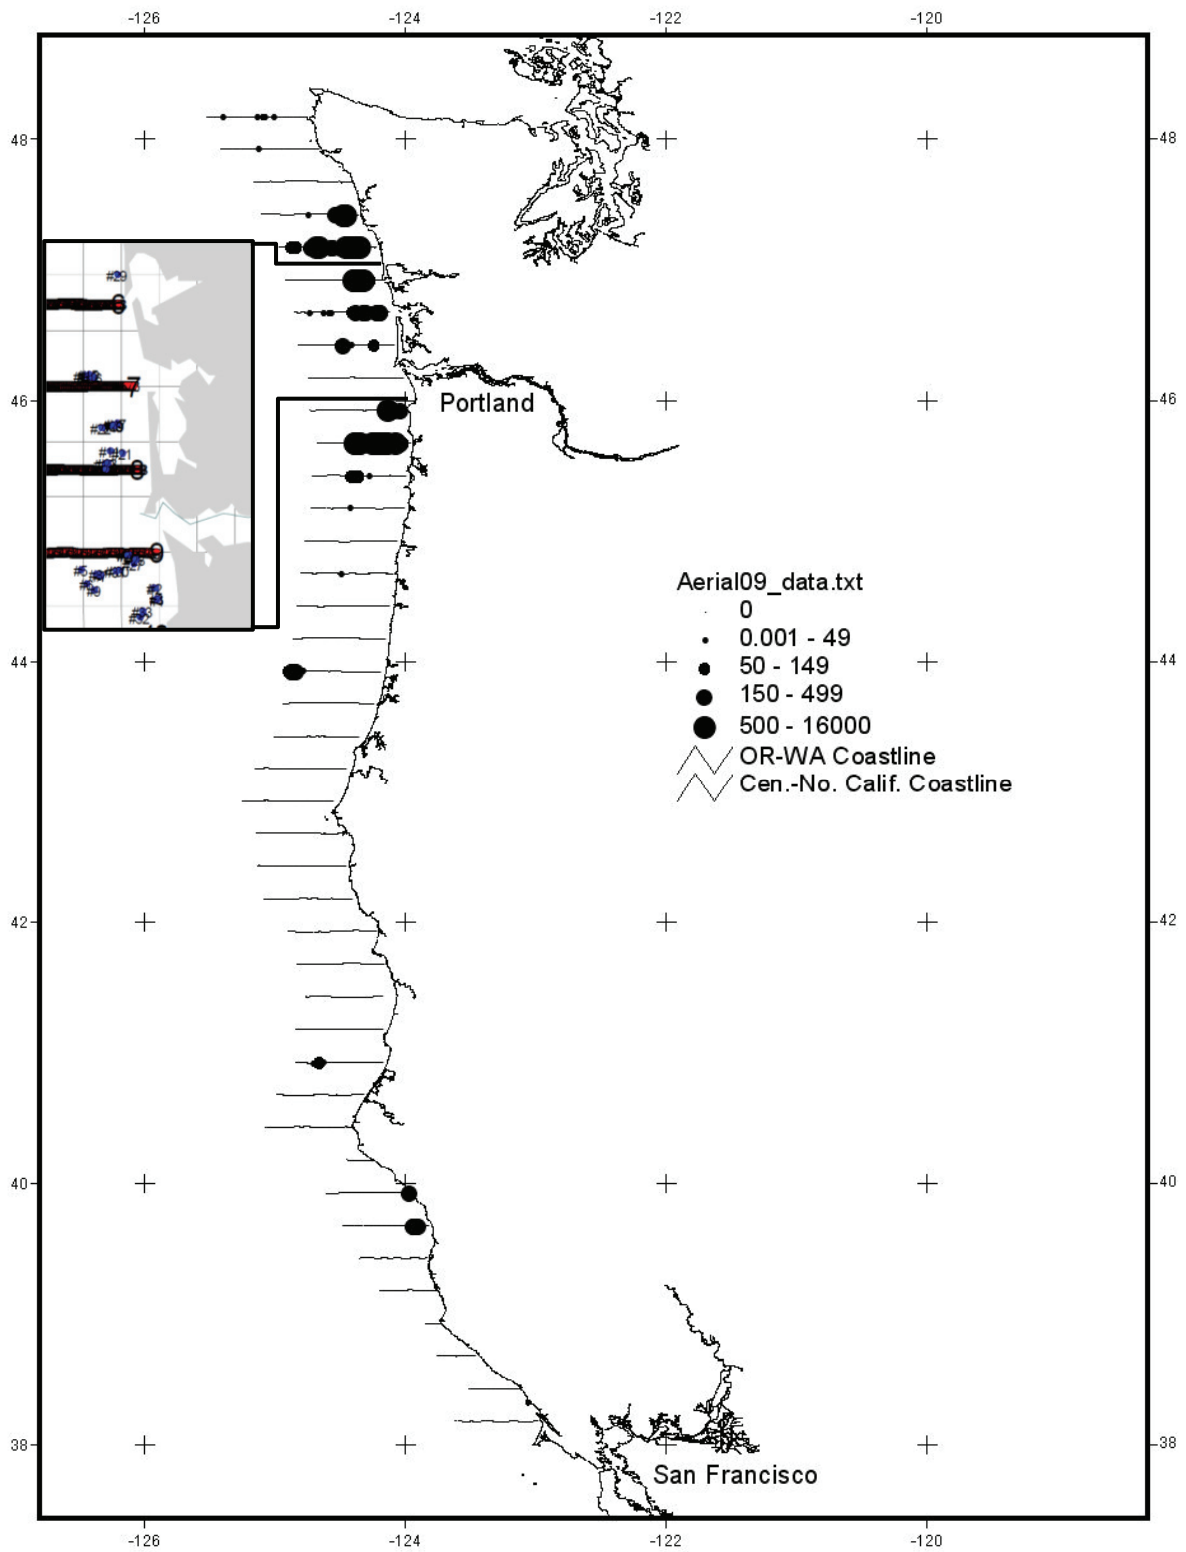 -126 -124 -122 -120
48 48
#29
7
Portland
46 46
Aerial09_data.txt
0
0.001 - 49
50 - 149
150 - 499
500 - 16000
OR-WA Coastline
Cen.-No. Calif. Coastline
44 44
42 42
40 40
38 38
San Francisco
-126 -124 -122 -120